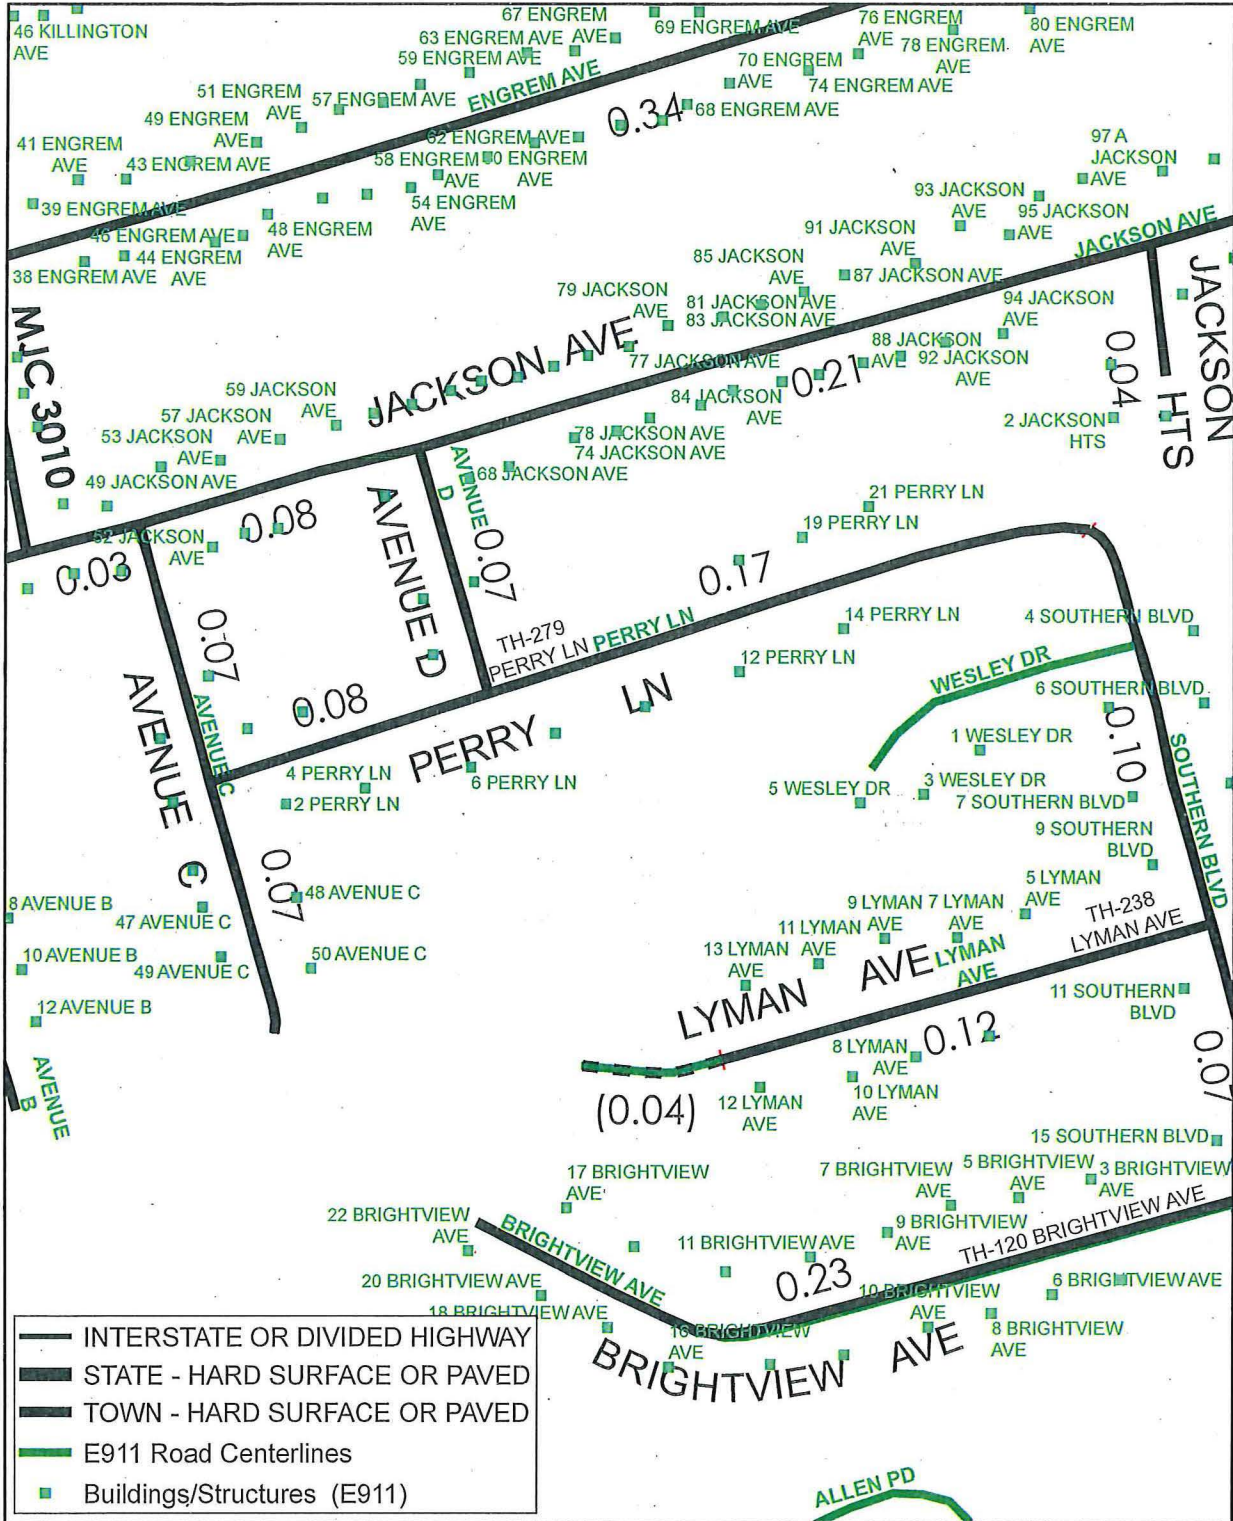 46 KILLINGTON
AVE
67 ENGREM
AVE
63 ENGREM AVE
59 ENGREM AVE
69 ENGREM AVE
76 ENGREM
AVE
78 ENGREM
AVE
80 ENGREM
AVE
51 ENGREM
AVE
57 ENGREM AVE
ENGREM AVE
70 ENGREM
AVE
74 ENGREM AVE
49 ENGREM
AVE
0.34
68 ENGREM AVE
41 ENGREM
AVE
43 ENGREM AVE
62 ENGREM AVE
58 ENGREM
AVE
0 ENGREM
AVE
54 ENGREM
AVE
39 ENGREM AVE
46 ENGREM AVE
48 ENGREM
AVE
44 ENGREM
AVE
38 ENGREM AVE
97 A
JACKSON
AVE
93 JACKSON
AVE
95 JACKSON
AVE
91 JACKSON
AVE
JACKSON AVE
85 JACKSON
AVE
87 JACKSON AVE
79 JACKSON
AVE
81 JACKSON AVE
83 JACKSON AVE
94 JACKSON
AVE
JACKSON
HTS
MJC 3010
JACKSON AVE
77 JACKSON AVE
88 JACKSON
AVE
92 JACKSON
AVE
0.04
0.21
84 JACKSON
AVE
59 JACKSON
AVE
57 JACKSON
AVE
53 JACKSON
AVE
49 JACKSON AVE
78 JACKSON AVE
74 JACKSON AVE
68 JACKSON AVE
2 JACKSON
HTS
AVENUE
D
AVENUE D
0.07
0.08
52 JACKSON
AVE
0.03
21 PERRY LN
19 PERRY LN
0.17
14 PERRY LN
12 PERRY LN
TH-279
PERRY LN
PERRY LN
4 SOUTHERN BLVD
WESLEY DR
6 SOUTHERN BLVD
0.07
AVENUE C
AVENUE C
0.08
PERRY LN
4 PERRY LN
2 PERRY LN
6 PERRY LN
1 WESLEY DR
3 WESLEY DR
5 WESLEY DR
0.10
7 SOUTHERN BLVD
9 SOUTHERN
BLVD
SOUTHERN BLVD
0.07
48 AVENUE C
8 AVENUE B
47 AVENUE C
10 AVENUE B
49 AVENUE C
50 AVENUE C
12 AVENUE B
AVENUE
B
5 LYMAN
AVE
TH-238
LYMAN AVE
9 LYMAN
AVE
7 LYMAN
AVE
11 LYMAN
AVE
13 LYMAN
AVE
LYMAN
AVE
LYMAN AVE
11 SOUTHERN
BLVD
0.12
8 LYMAN
AVE
10 LYMAN
AVE
12 LYMAN
AVE
(0.04)
0.07
15 SOUTHERN BLVD
17 BRIGHTVIEW
AVE
7 BRIGHTVIEW
AVE
5 BRIGHTVIEW
AVE
3 BRIGHTVIEW
AVE
22 BRIGHTVIEW
AVE
BRIGHTVIEW AVE
9 BRIGHTVIEW
AVE
TH-120 BRIGHTVIEW AVE
11 BRIGHTVIEW AVE
20 BRIGHTVIEW AVE
0.23
10 BRIGHTVIEW
AVE
6 BRIGHTVIEW AVE
18 BRIGHTVIEW AVE
16 BRIGHTVIEW
AVE
8 BRIGHTVIEW
AVE
BRIGHTVIEW AVE
INTERSTATE OR DIVIDED HIGHWAY
STATE - HARD SURFACE OR PAVED
TOWN - HARD SURFACE OR PAVED
E911 Road Centerlines
Buildings/Structures (E911)
ALLEN PD